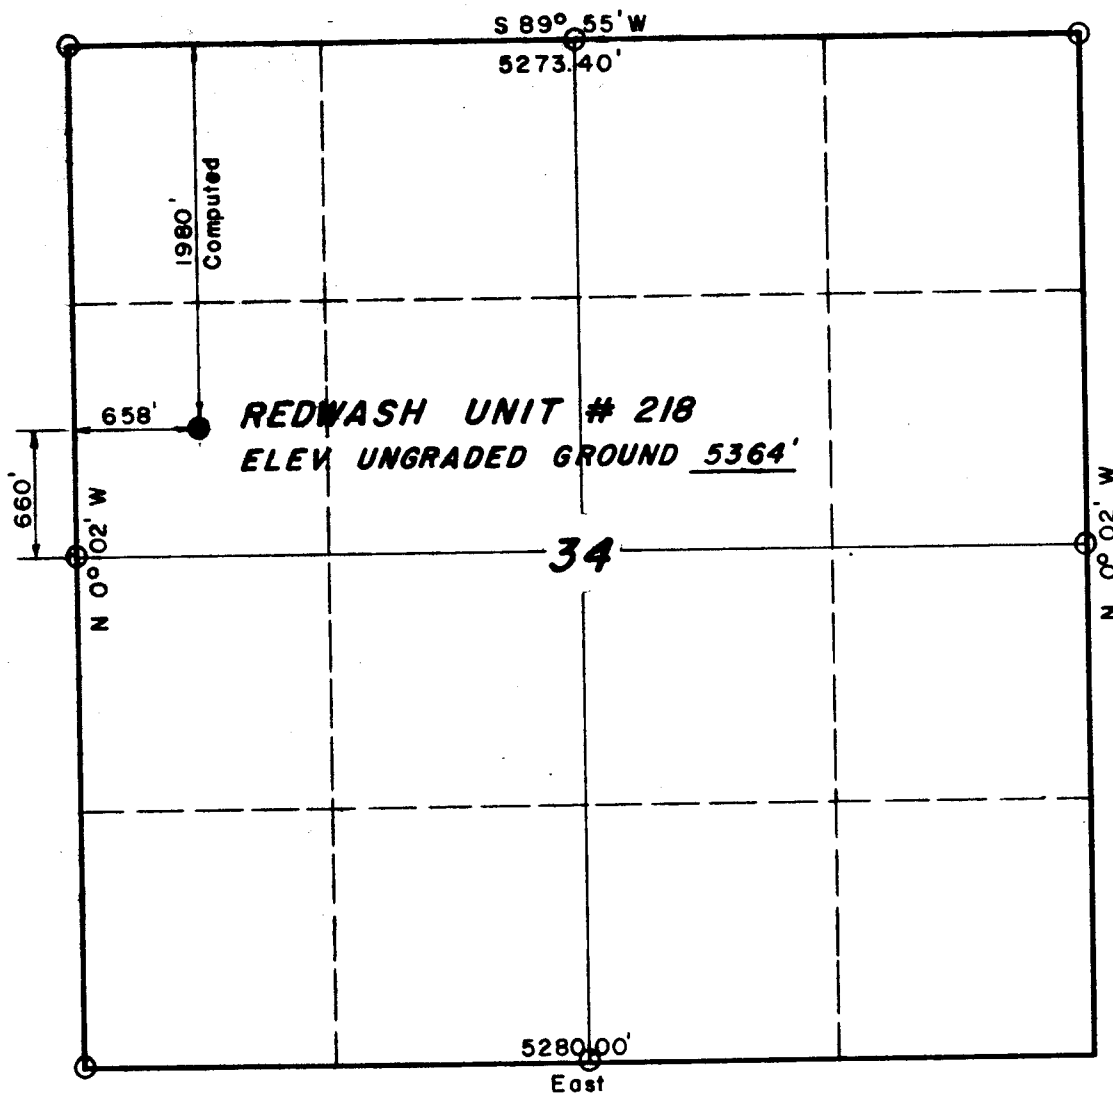 S 89° 55' W
5273.40'
1980'
Computed
658'
REDWASH UNIT # 218
ELEV UNGRADED GROUND 5364'
660'
N 0° 02' W
N 0° 02' W
34
5280.00'
East